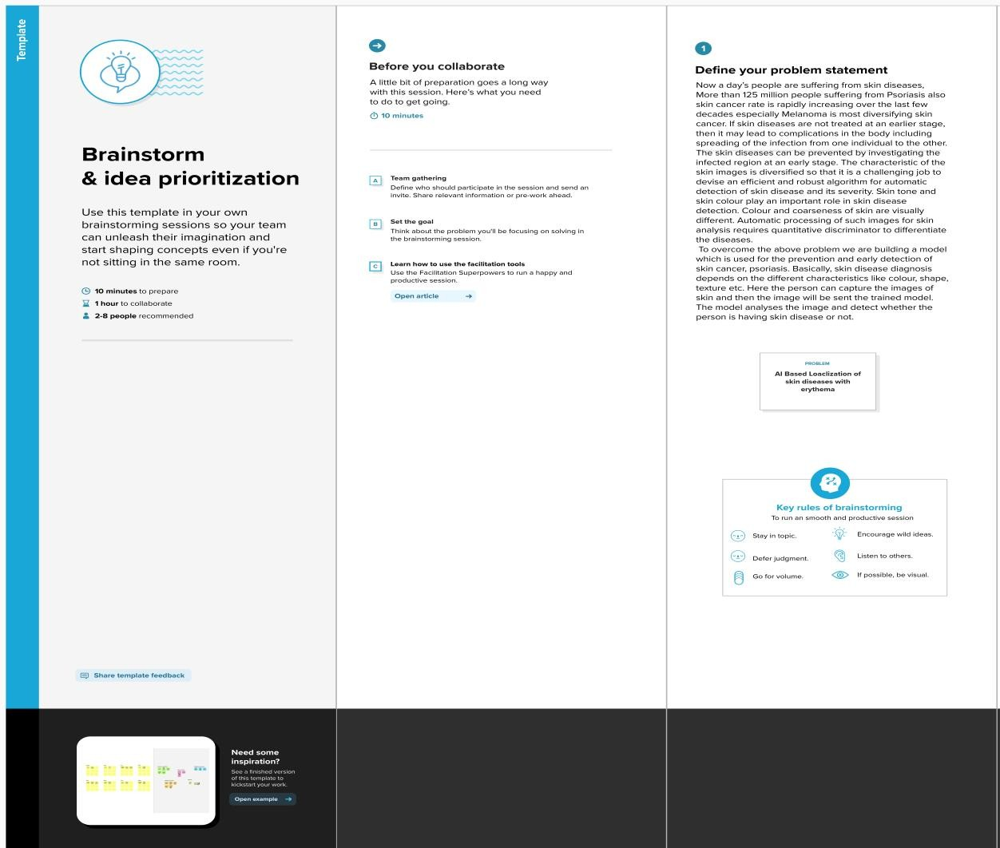 Template
Brainstorm
& idea prioritization
Use this template in your own
brainstorming sessions so your team
can unleash their imagination and
start shaping concepts even if you're
not sitting in the same room.
10 minutes to prepare
1 hour to collaborate
2-8 people recommended
Share template feedback
Need some
inspiration?
See a finished version
of this template to
kickstart your work.
Open example
Before you collaborate
A little bit of preparation goes a long way
with this session. Here's what you need
to do to get going.
10 minutes
A
Team gathering
Define who should participate in the session and send an
invite. Share relevant information or pre-work ahead.
B
Set the goal
Think about the problem you'll be focusing on solving in
the brainstorming session.
C
Learn how to use the facilitation tools
Use the Facilitation Superpowers to run a happy and
productive session.
Open article
1
Define your problem statement
Now a day's people are suffering from skin diseases,
More than 125 million people suffering from Psoriasis also
skin cancer rate is rapidly increasing over the last few
decades especially Melanoma is most diversifying skin
cancer. If skin diseases are not treated at an earlier stage,
then it may lead to complications in the body including
spreading of the infection from one individual to the other.
The skin diseases can be prevented by investigating the
infected region at an early stage. The characteristic of the
skin images is diversified so that it is a challenging job to
devise an efficient and robust algorithm for automatic
detection of skin disease and its severity. Skin tone and
skin colour play an important role in skin disease
detection. Colour and coarseness of skin are visually
different. Automatic processing of such images for skin
analysis requires quantitative discriminator to differentiate
the diseases.
To overcome the above problem we are building a model
which is used for the prevention and early detection of
skin cancer, psoriasis. Basically, skin disease diagnosis
depends on the different characteristics like colour, shape,
texture etc. Here the person can capture the images of
skin and then the image will be sent the trained model.
The model analyses the image and detect whether the
person is having skin disease or not.
PROBLEM
AI Based Loaclization of
skin diseases with
erythema
Key rules of brainstorming
To run an smooth and productive session
Stay in topic.
Encourage wild ideas.
Defer judgment.
Listen to others.
Go for volume.
If possible, be visual.